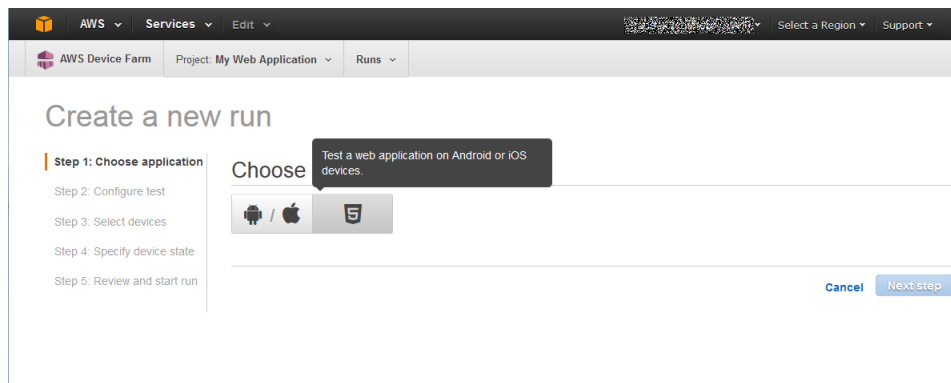 AWS Services Edit Select a Region Support
AWS Device Farm Project: My Web Application Runs
Create a new run
Step 1: Choose application
Step 2: Configure test
Step 3: Select devices
Step 4: Specify device state
Step 5: Review and start run
Choose
Test a web application on Android or iOS
devices.
/
Cancel Next step